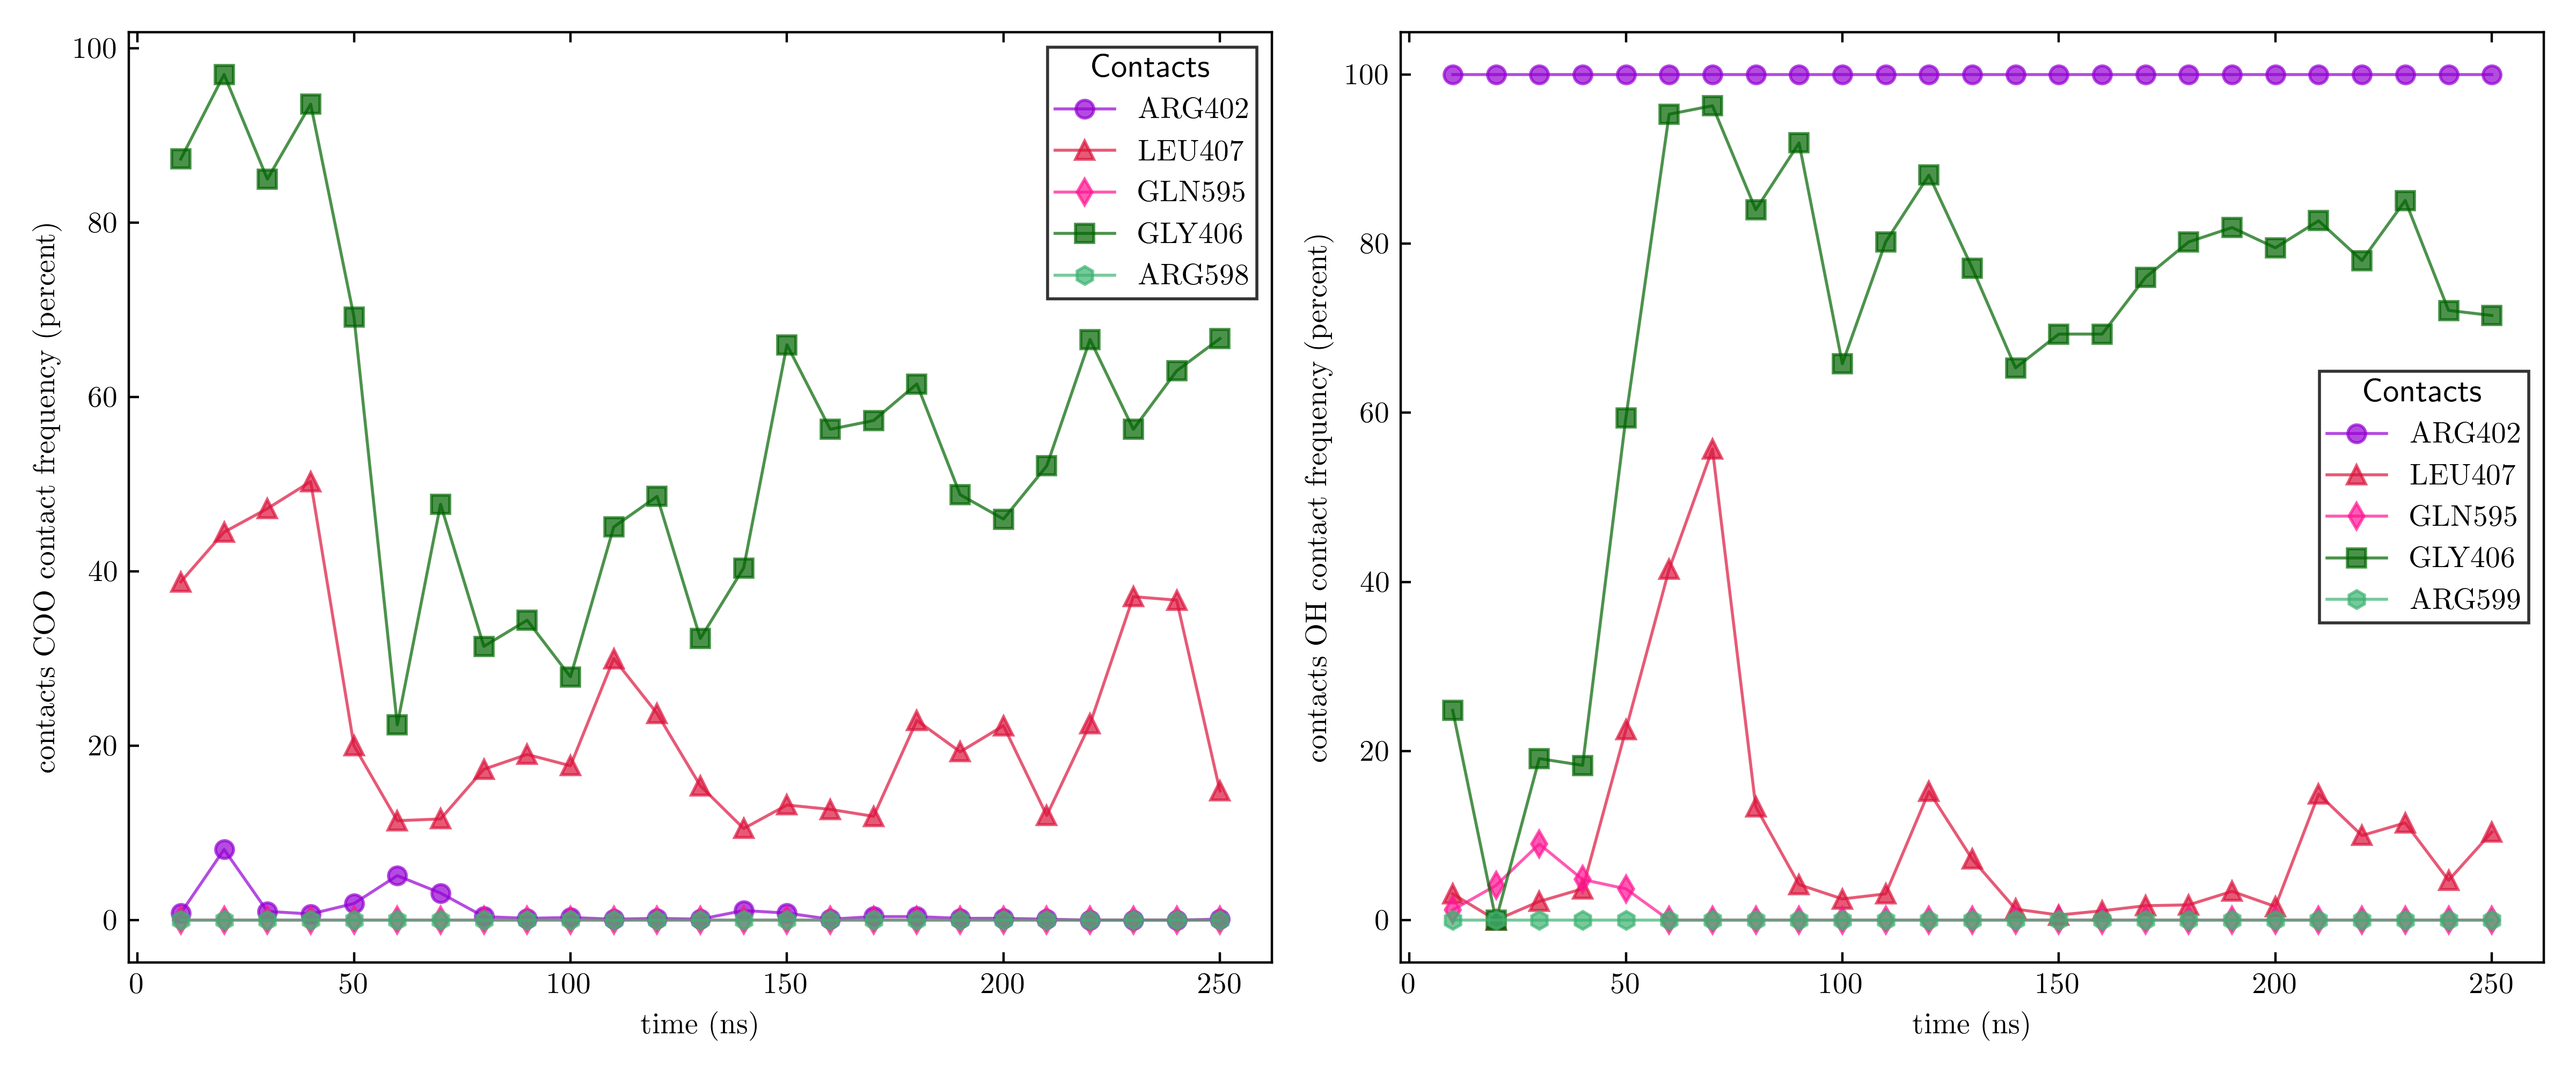 contacts COO contact frequency (percent)
100
80
60
40
20
0
0 50 100 150 200 250
time (ns)
Contacts
ARG402
LEU407
GLN595
GLY406
ARG598
contacts OH contact frequency (percent)
100
80
60
40
20
0
0 50 100 150 200 250
time (ns)
Contacts
ARG402
LEU407
GLN595
GLY406
ARG599